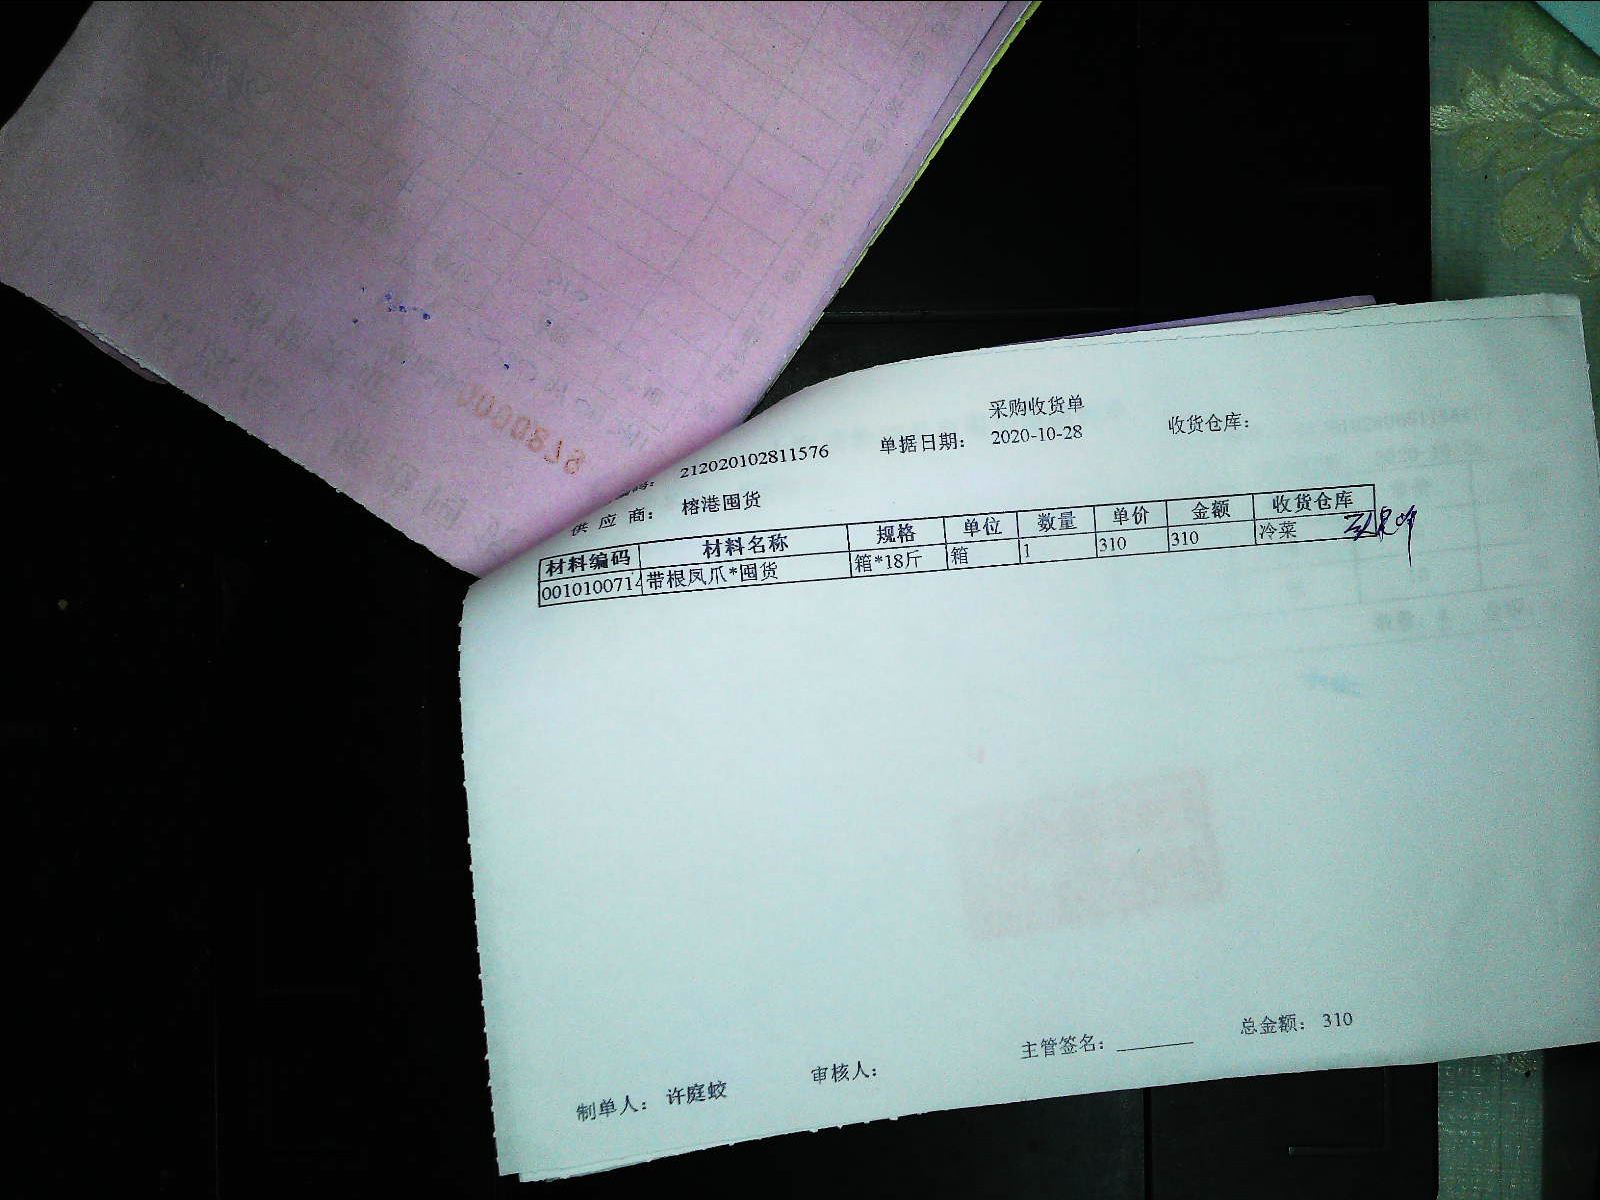 采购收货单
212020102811576 单据日期： 2020-10-28 收货仓库：
供 应 商： 榕港囤货
材料编码 材料名称 规格 单位 数量 单价 金额 收货仓库
0010100714 带根凤爪*囤货 箱*18斤 箱 1 310 310 冷菜
制单人： 许庭蛟 审核人： 主管签名： ________ 总金额： 310